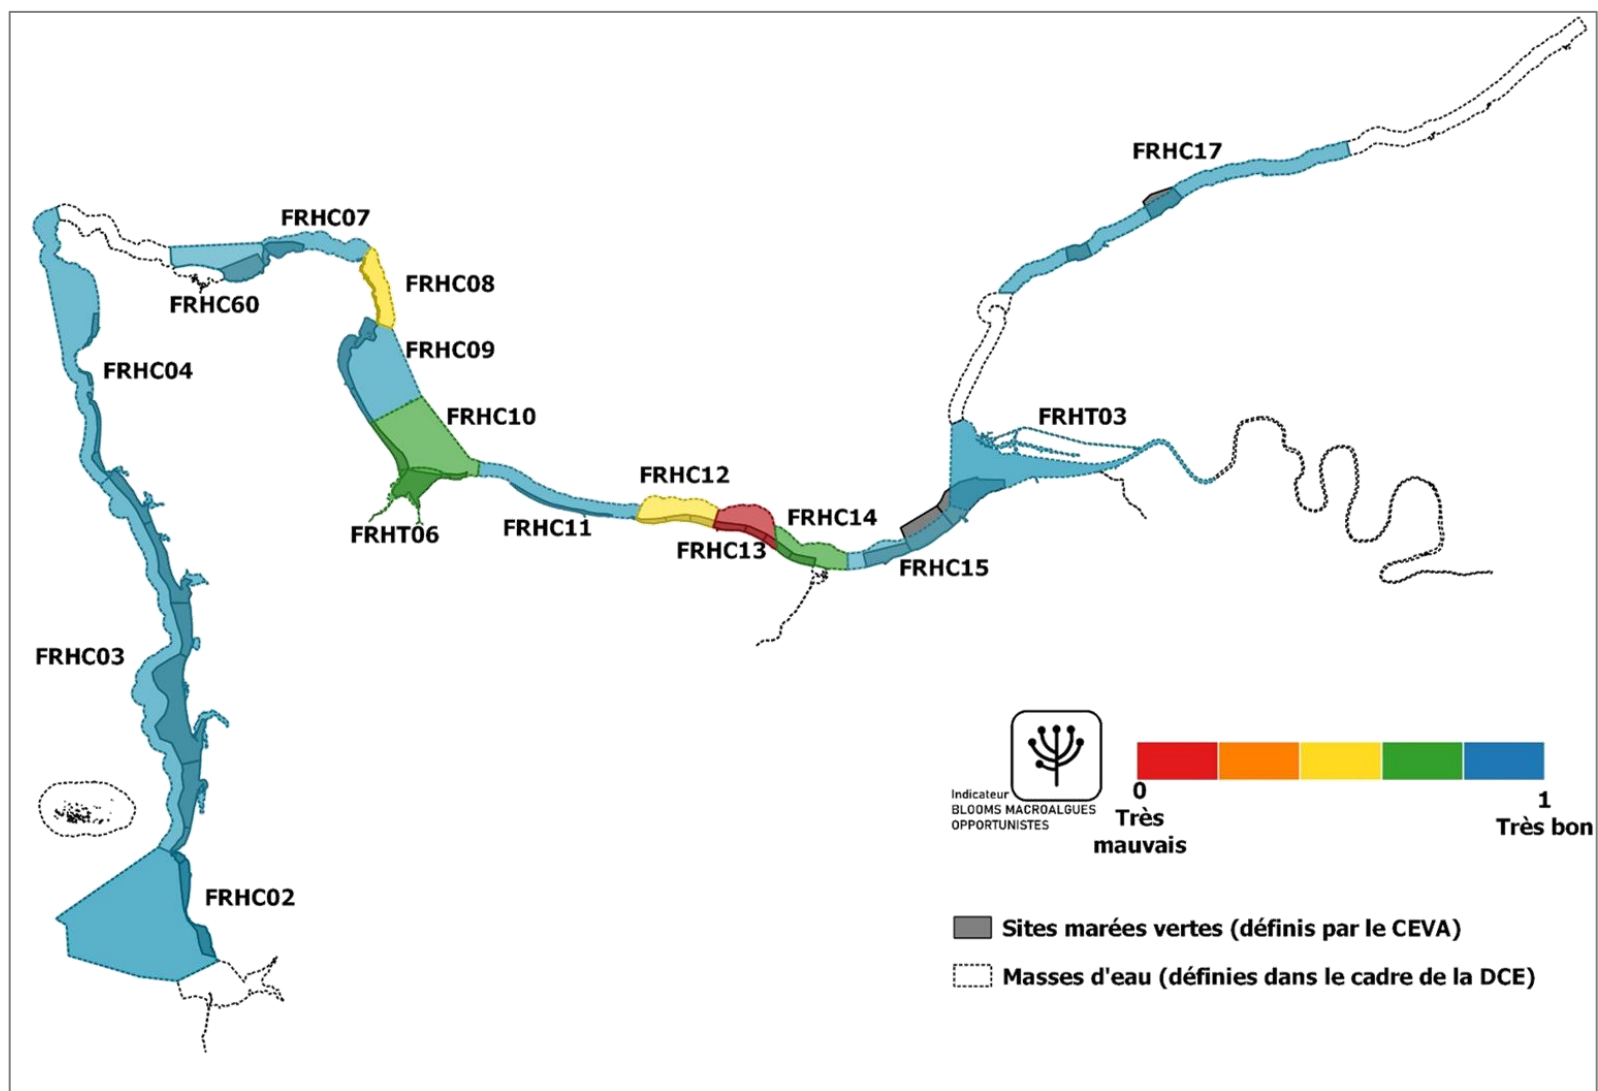 FRHC17
FRHC07
FRHC08
FRHC60
FRHC09
FRHC04
FRHC10
FRHT03
FRHC12
FRHC14
FRHC11
FRHT06
FRHC13
FRHC15
FRHC03
FRHC02
Indicateur
BLOOMS MACROALGUES
OPPORTUNISTES
0
Très
mauvais
1
Très bon
Sites marées vertes (définis par le CEVA)
Masses d'eau (définies dans le cadre de la DCE)